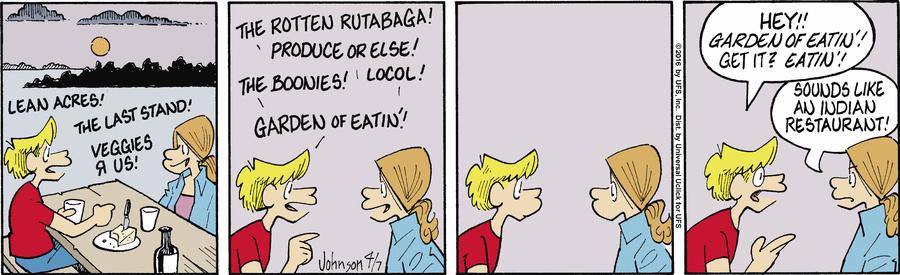 LEAN ACRES!
THE LAST STAND!
VEGGIES
Я US!
THE ROTTEN RUTABAGA!
PRODUCE OR ELSE!
THE BOONIES!
LOCOL!
GARDEN OF EATIN'!
Johnson 4/7
©2016 by UFS, Inc. Dist. by Universal Uclick for UFS
HEY!!
GARDEN OF EATIN'!
GET IT? EATIN'!
SOUNDS LIKE
AN INDIAN
RESTAURANT!